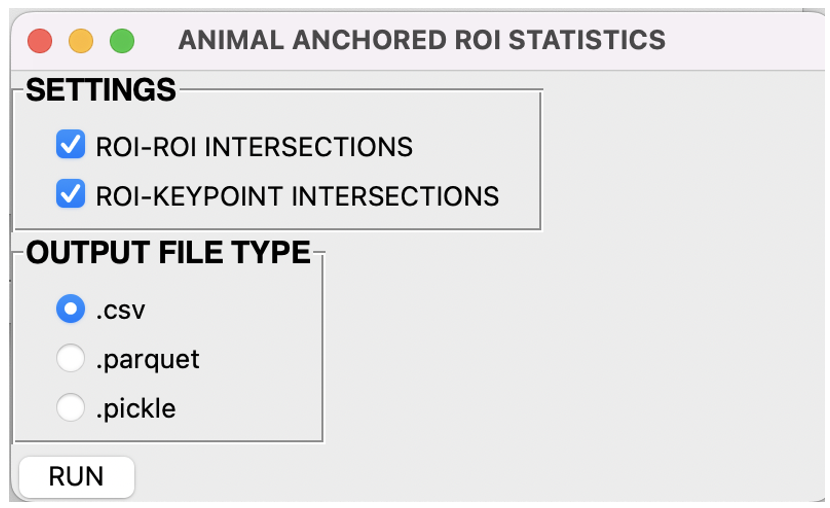 ANIMAL ANCHORED ROI STATISTICS
SETTINGS
ROI-ROI INTERSECTIONS
ROI-KEYPOINT INTERSECTIONS
OUTPUT FILE TYPE
.csv
.parquet
.pickle
RUN